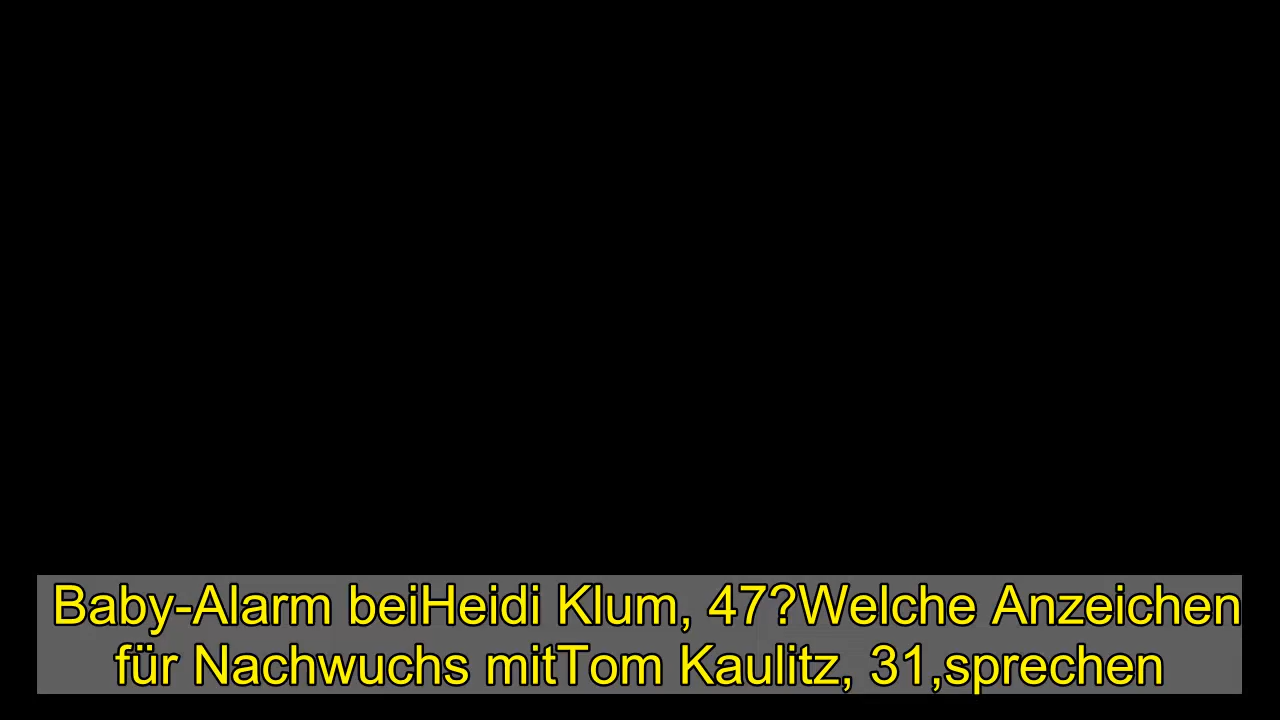 Baby-Alarm beiHeidi Klum, 47?Welche Anzeichen
für Nachwuchs mitTom Kaulitz, 31,sprechen